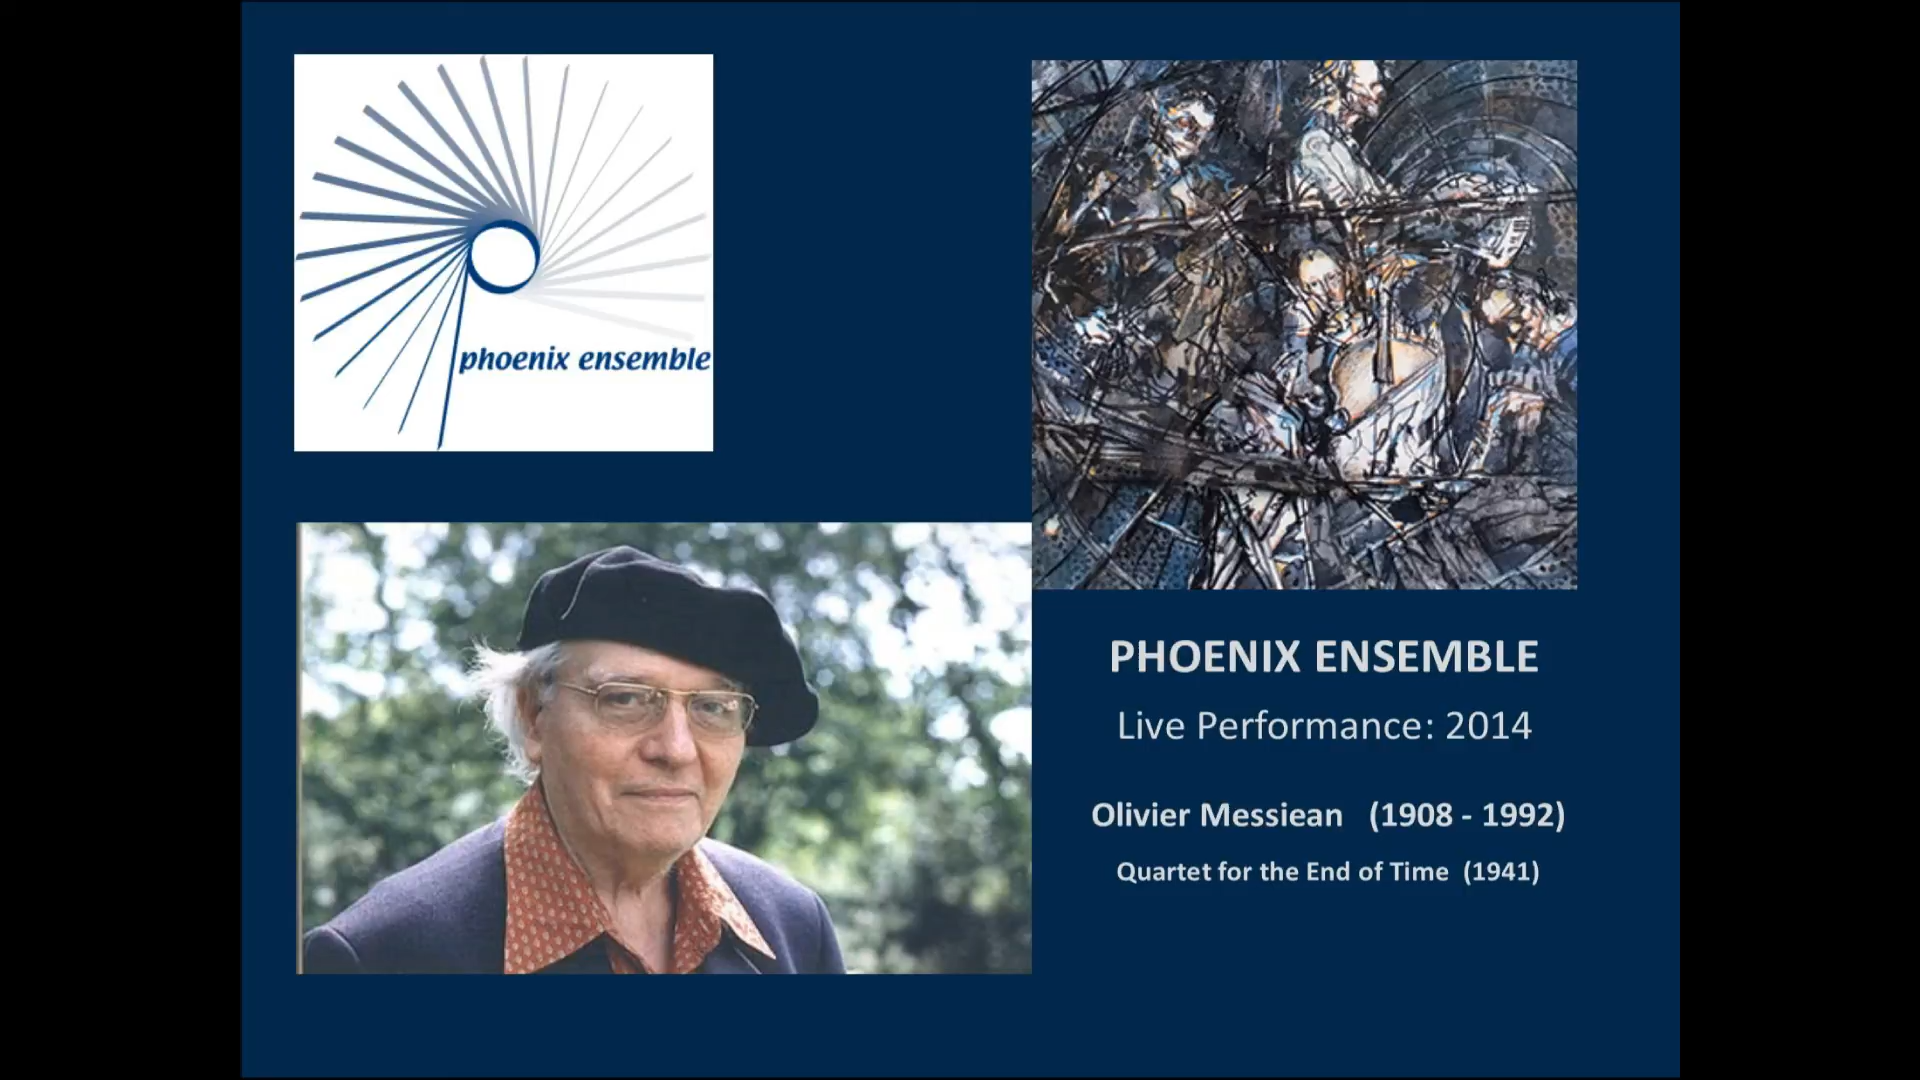 phoenix ensemble
PHOENIX ENSEMBLE
Live Performance: 2014
Olivier Messiean (1908 - 1992)
Quartet for the End of Time (1941)